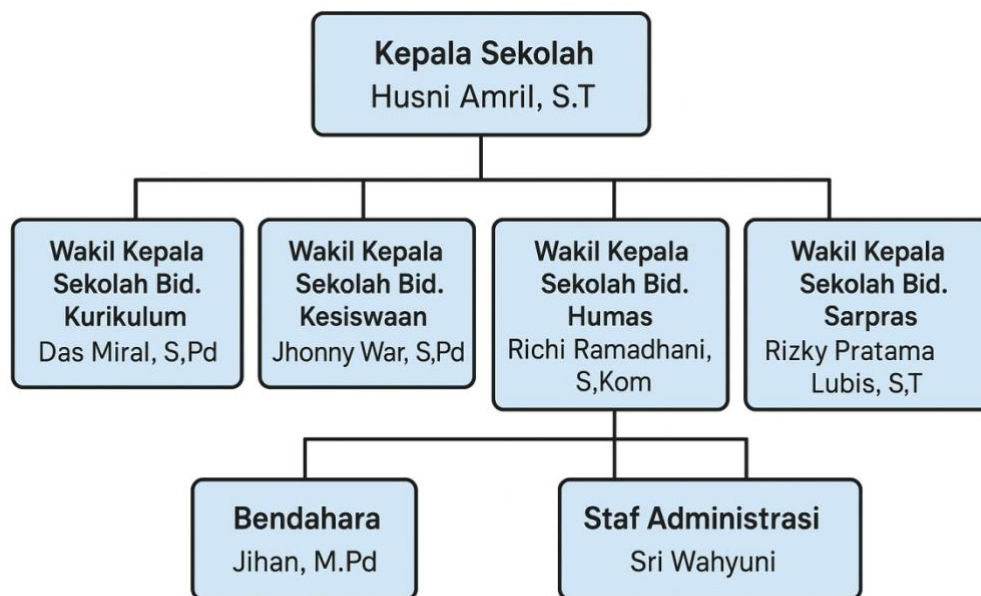 Kepala Sekolah
Husni Amril, S.T
Wakil Kepala
Sekolah Bid.
Kurikulum
Das Miral, S,Pd
Wakil Kepala
Sekolah Bid.
Kesiswaan
Jhonny War, S,Pd
Wakil Kepala
Sekolah Bid.
Humas
Richi Ramadhani,
S,Kom
Wakil Kepala
Sekolah Bid.
Sarpras
Rizky Pratama
Lubis, S,T
Bendahara
Jihan, M.Pd
Staf Administrasi
Sri Wahyuni